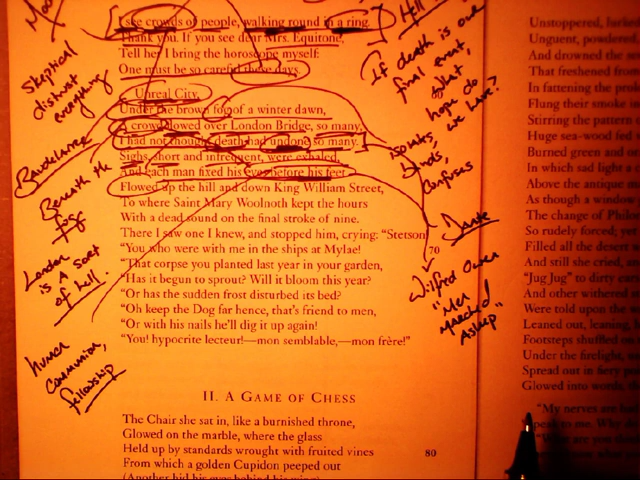 I see crowds of people, walking round in a ring.
Thank you. If you see dear Mrs. Equitone,
Tell her I bring the horoscope myself:
One must be so careful these days.
Unreal City,
60
Under the brown fog of a winter dawn,
A crowd flowed over London Bridge, so many,
I had not thought death had undone so many.
Sighs, short and infrequent, were exhaled,
And each man fixed his eyes before his feet.
Flowed up the hill and down King William Street,
To where Saint Mary Woolnoth kept the hours
With a dead sound on the final stroke of nine.
There I saw one I knew, and stopped him, crying: "Stetson!
"You who were with me in the ships at Mylae!
70
"That corpse you planted last year in your garden,
"Has it begun to sprout? Will it bloom this year?
"Or has the sudden frost disturbed its bed?
"Oh keep the Dog far hence, that's friend to men,
"Or with his nails he'll dig it up again!
"You! hypocrite lecteur!—mon semblable,—mon frère!"
II. A GAME OF CHESS
The Chair she sat in, like a burnished throne,
Glowed on the marble, where the glass
Held up by standards wrought with fruited vines
80
From which a golden Cupidon peeped out
(Another hid his eyes behind his wing)
Skeptical
distrust
everything
Baudelaire
Beneath the
fog
London
is a sort
of hell.
human
communion,
fellowship
Hell
If death is our
final event,
what
hope do
we have?
isolates,
binds,
confuses
Dante
Wilfred Owen
"Men
Marched
Asleep"
Unstoppered,
Unguent, powdered,
And drowned the
That freshened from
In fattening the
Flung their smoke
Stirring the pattern
Huge sea-wood fed
Burned green and
In which sad light a
Above the antique
As though a window
The change of
So rudely forced; yet
Filled all the desert
And still she cried,
"Jug Jug" to dirty
And other withered
Were told upon the
Leaned out, leaning,
Footsteps shuffled on
Under the firelight,
Spread out in fiery
Glowed into words,
"My nerves are